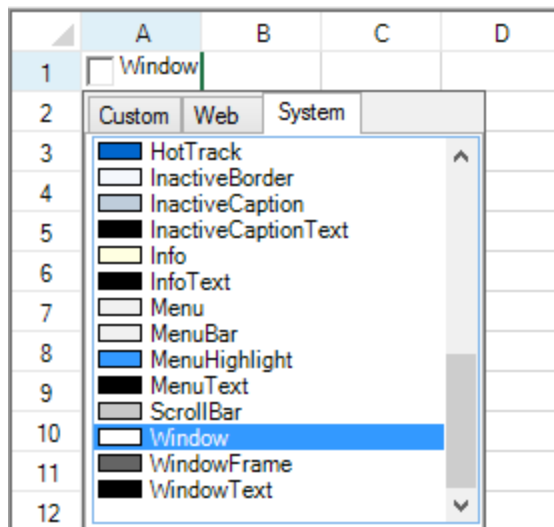 A B C D
1 Window
2 Custom Web System
3 HotTrack
InactiveBorder
4 InactiveCaption
5 InactiveCaptionText
Info
6 InfoText
7 Menu
MenuBar
8 MenuHighlight
9 MenuText
ScrollBar
10 Window
11 WindowFrame
WindowText
12